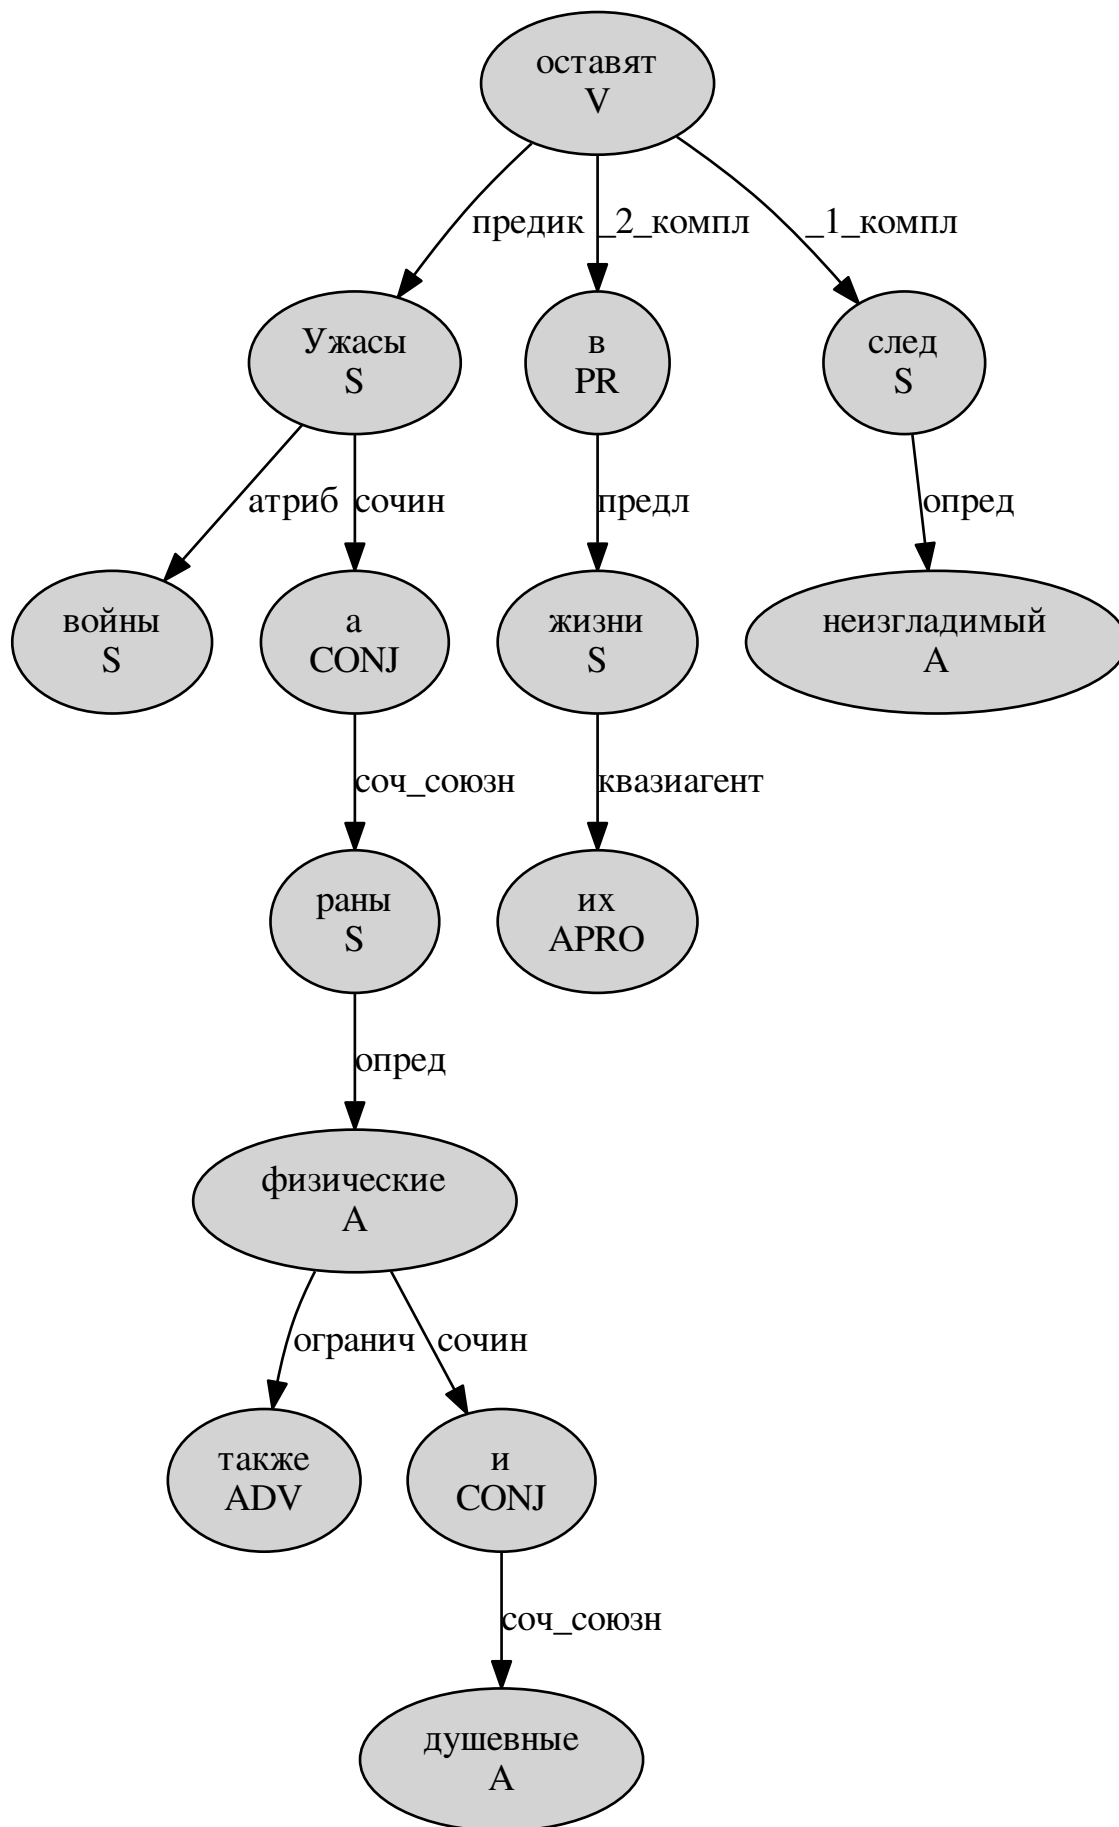 оставят
V
предик
_2_компл
_1_компл
Ужасы
S
в
PR
след
S
атриб
сочин
предл
опред
войны
S
а
CONJ
жизни
S
неизгладимый
A
соч_союзн
квазиагент
раны
S
их
APRO
опред
физические
A
огранич
сочин
также
ADV
и
CONJ
соч_союзн
душевные
A